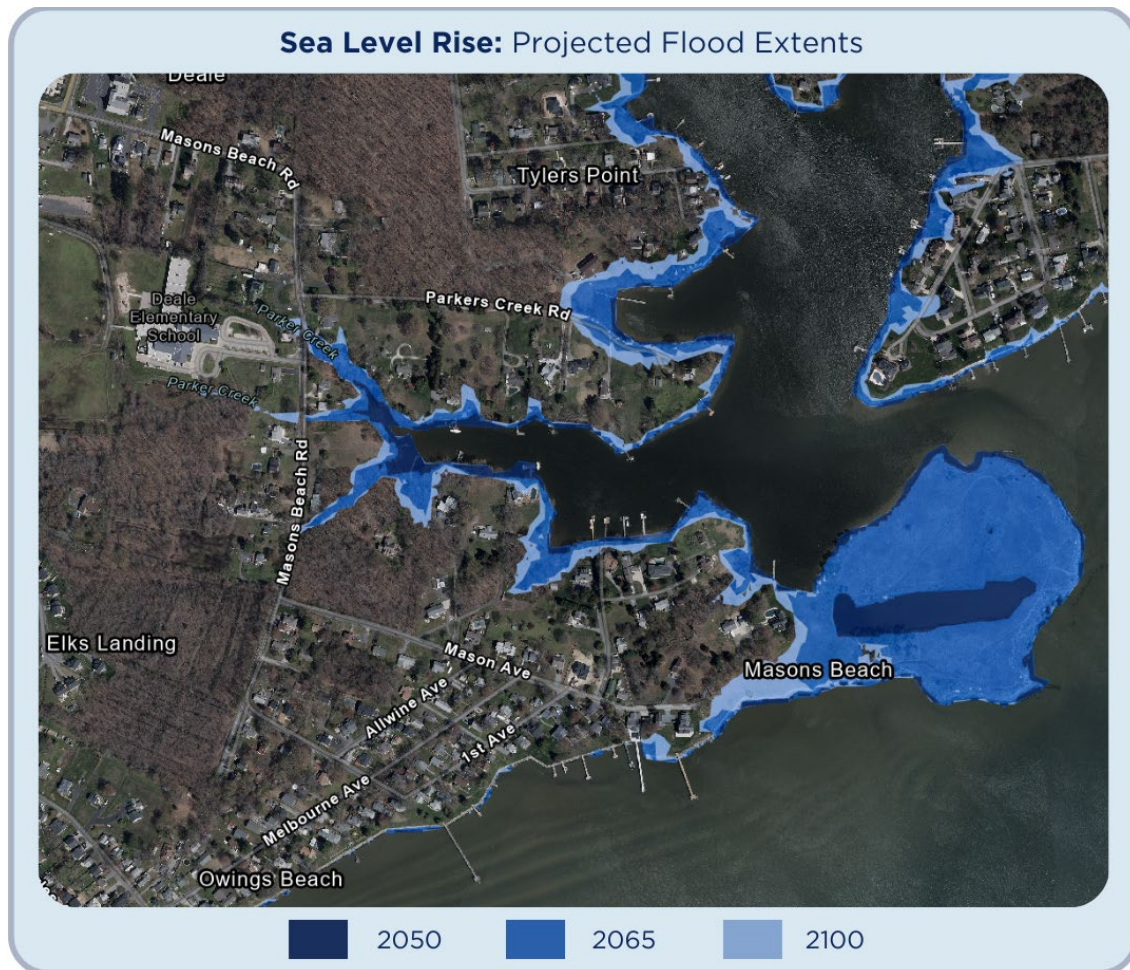 Sea Level Rise: Projected Flood Extents
Deale
Masons Beach Rd
Tylers Point
Parkers Creek Rd
Deale
Elementary
School
Parker Creek
Parker Creek
Masons Beach Rd
Elks Landing
Mason Ave
Masons Beach
Allwine Ave
1st Ave
Melbourne Ave
Owings Beach
2050
2065
2100